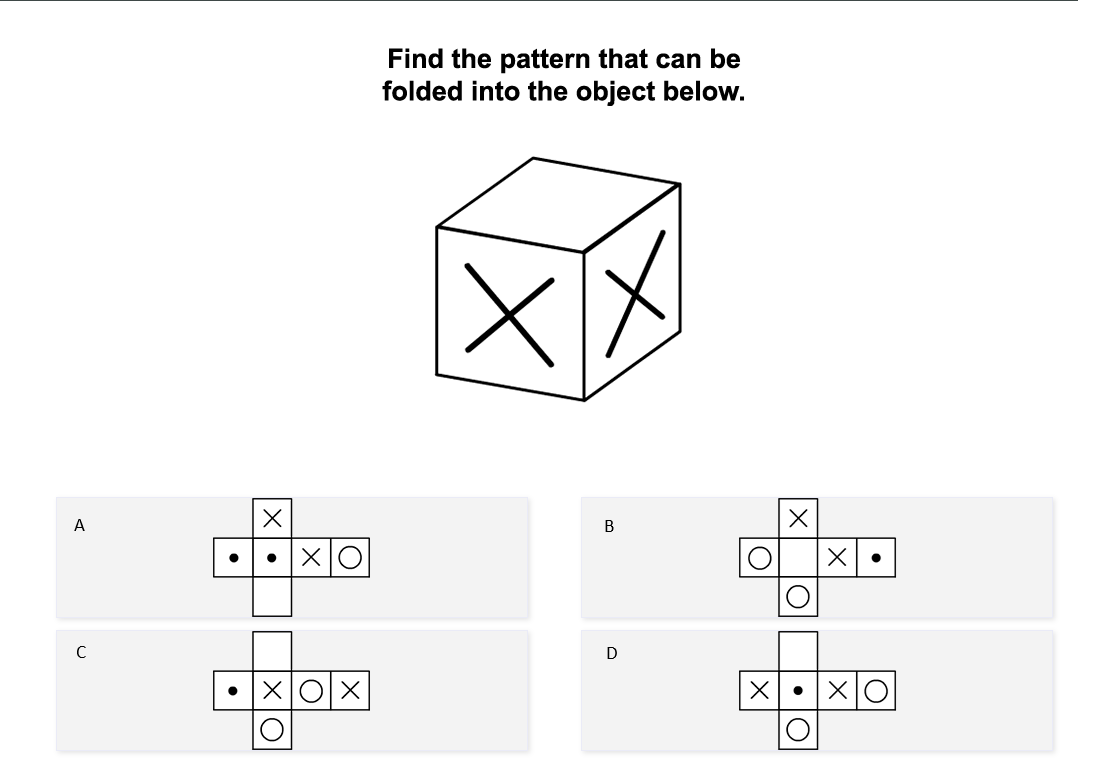 Find the pattern that can be
folded into the object below.
A
B
C
D